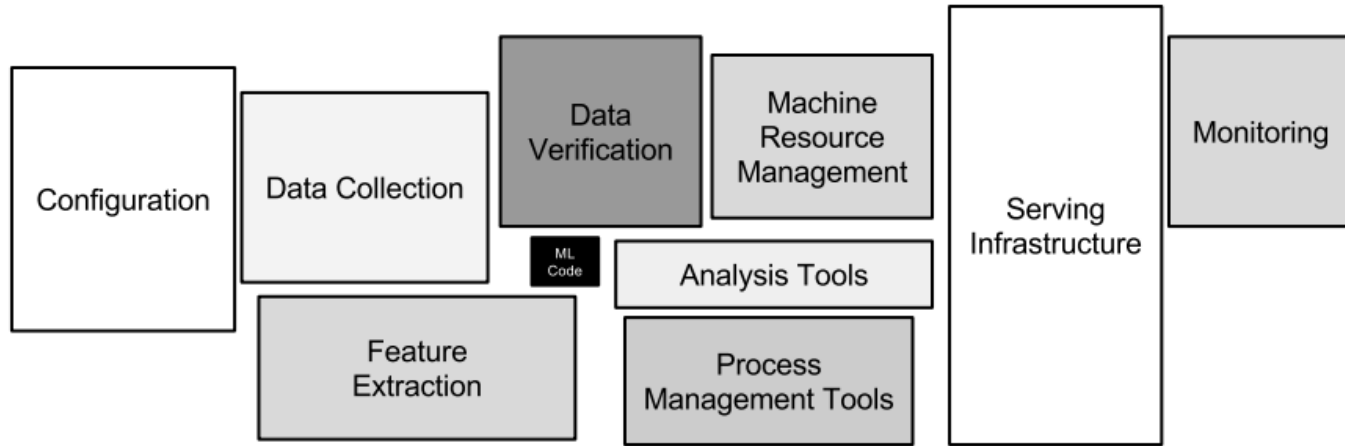 Configuration
Data Collection
Feature
Extraction
Data
Verification
ML
Code
Machine
Resource
Management
Analysis Tools
Process
Management Tools
Serving
Infrastructure
Monitoring